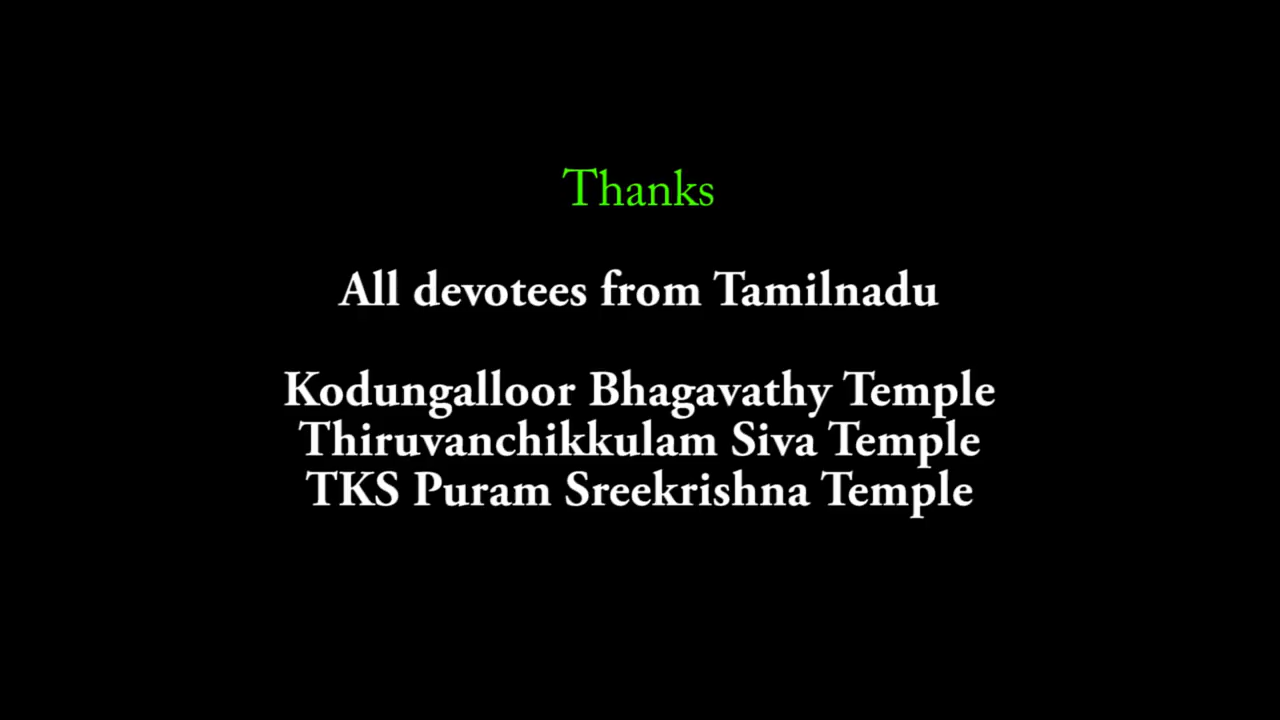 Thanks
All devotees from Tamilnadu
Kodungalloor Bhagavathy Temple
Thiruvanchikkulam Siva Temple
TKS Puram Sreekrishna Temple